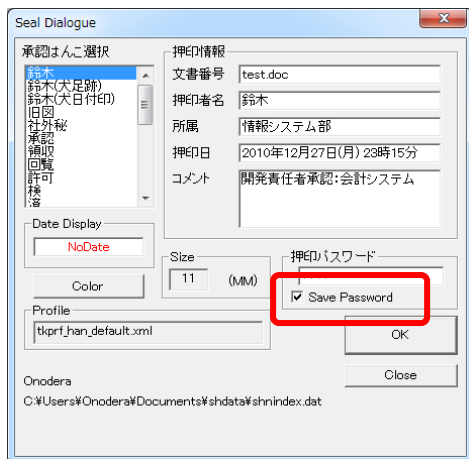 Seal Dialogue
承認はんこ選択
鈴木
鈴木(犬足跡)
鈴木(犬日付印)
旧図
社外秘
承認
領収
回覧
許可
検
済
押印情報
文書番号 test.doc
押印者名 鈴木
所属 情報システム部
押印日 2010年12月27日(月) 23時15分
コメント 開発責任者承認:会計システム
Date Display
NoDate
Color
Size
11 (MM)
押印パスワード
Save Password
Profile
tkprf_han_default.xml
OK
Close
Onodera
C:¥Users¥Onodera¥Documents¥shdata¥shnindex.dat